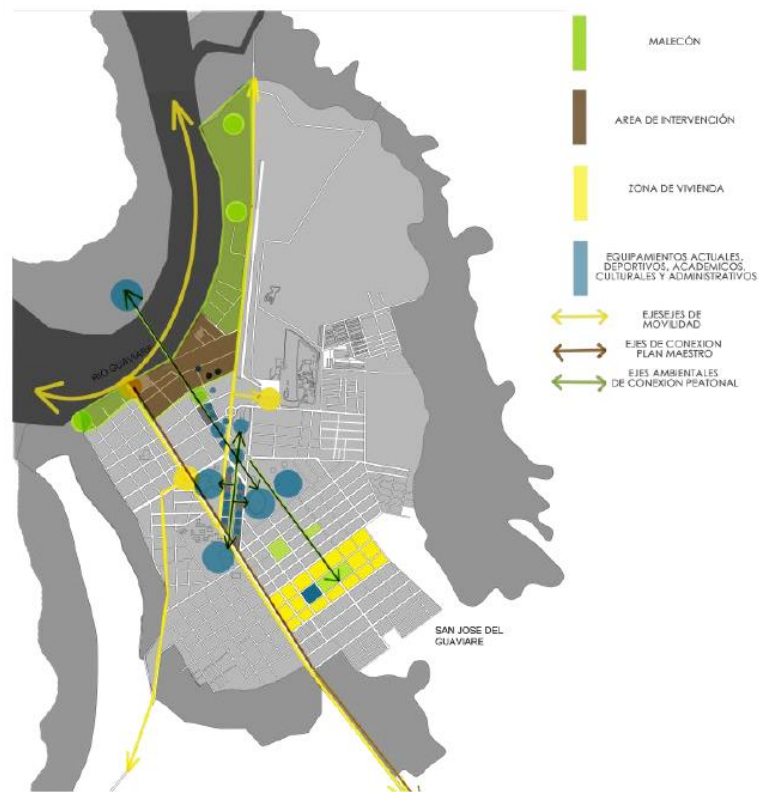 MALECÓN
AREA DE INTERVENCIÓN
ZONA DE VIVIENDA
EQUIPAMIENTOS ACTUALES,
DEPORTIVOS, ACADEMICOS,
CULTURALES Y ADMINISTRATIVOS
EJESEJES DE
MOVILIDAD
EJES DE CONEXION
PLAN MAESTRO
EJES AMBIENTALES
DE CONEXION PEATONAL
RIO GUAVIARE
SAN JOSE DEL
GUAVIARE